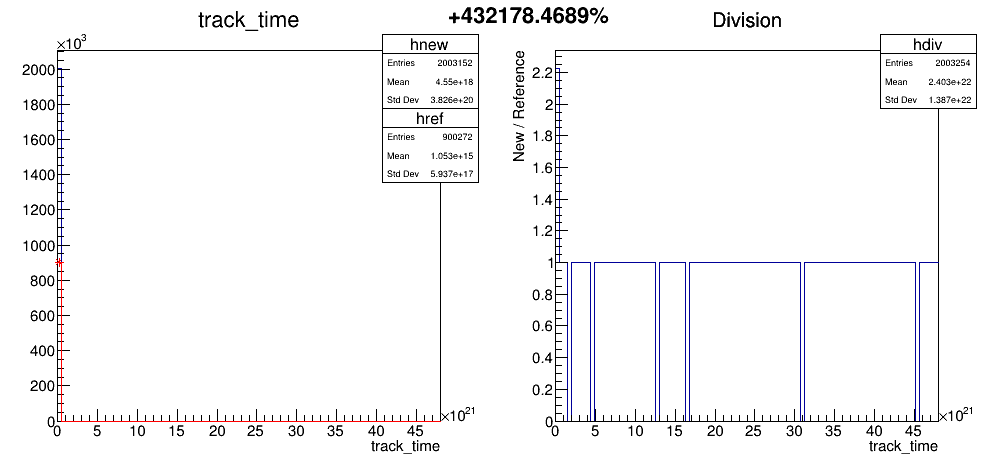 +432178.4689%
track_time
×10³
hnew
Entries 2003152
Mean 4.55e+18
Std Dev 3.826e+20
href
Entries 900272
Mean 1.053e+15
Std Dev 5.937e+17
2000
1800
1600
1400
1200
1000
800
600
400
200
0
0 5 10 15 20 25 30 35 40 45
×10²¹
track_time
Division
hdiv
Entries 2003254
Mean 2.403e+22
Std Dev 1.387e+22
New / Reference
2.2
2
1.8
1.6
1.4
1.2
1
0.8
0.6
0.4
0.2
0
0 5 10 15 20 25 30 35 40 45
×10²¹
track_time